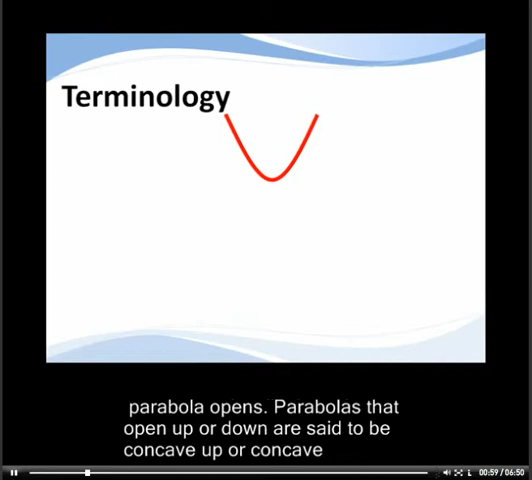 Terminology
parabola opens. Parabolas that
open up or down are said to be
concave up or concave
00:59 / 06:50